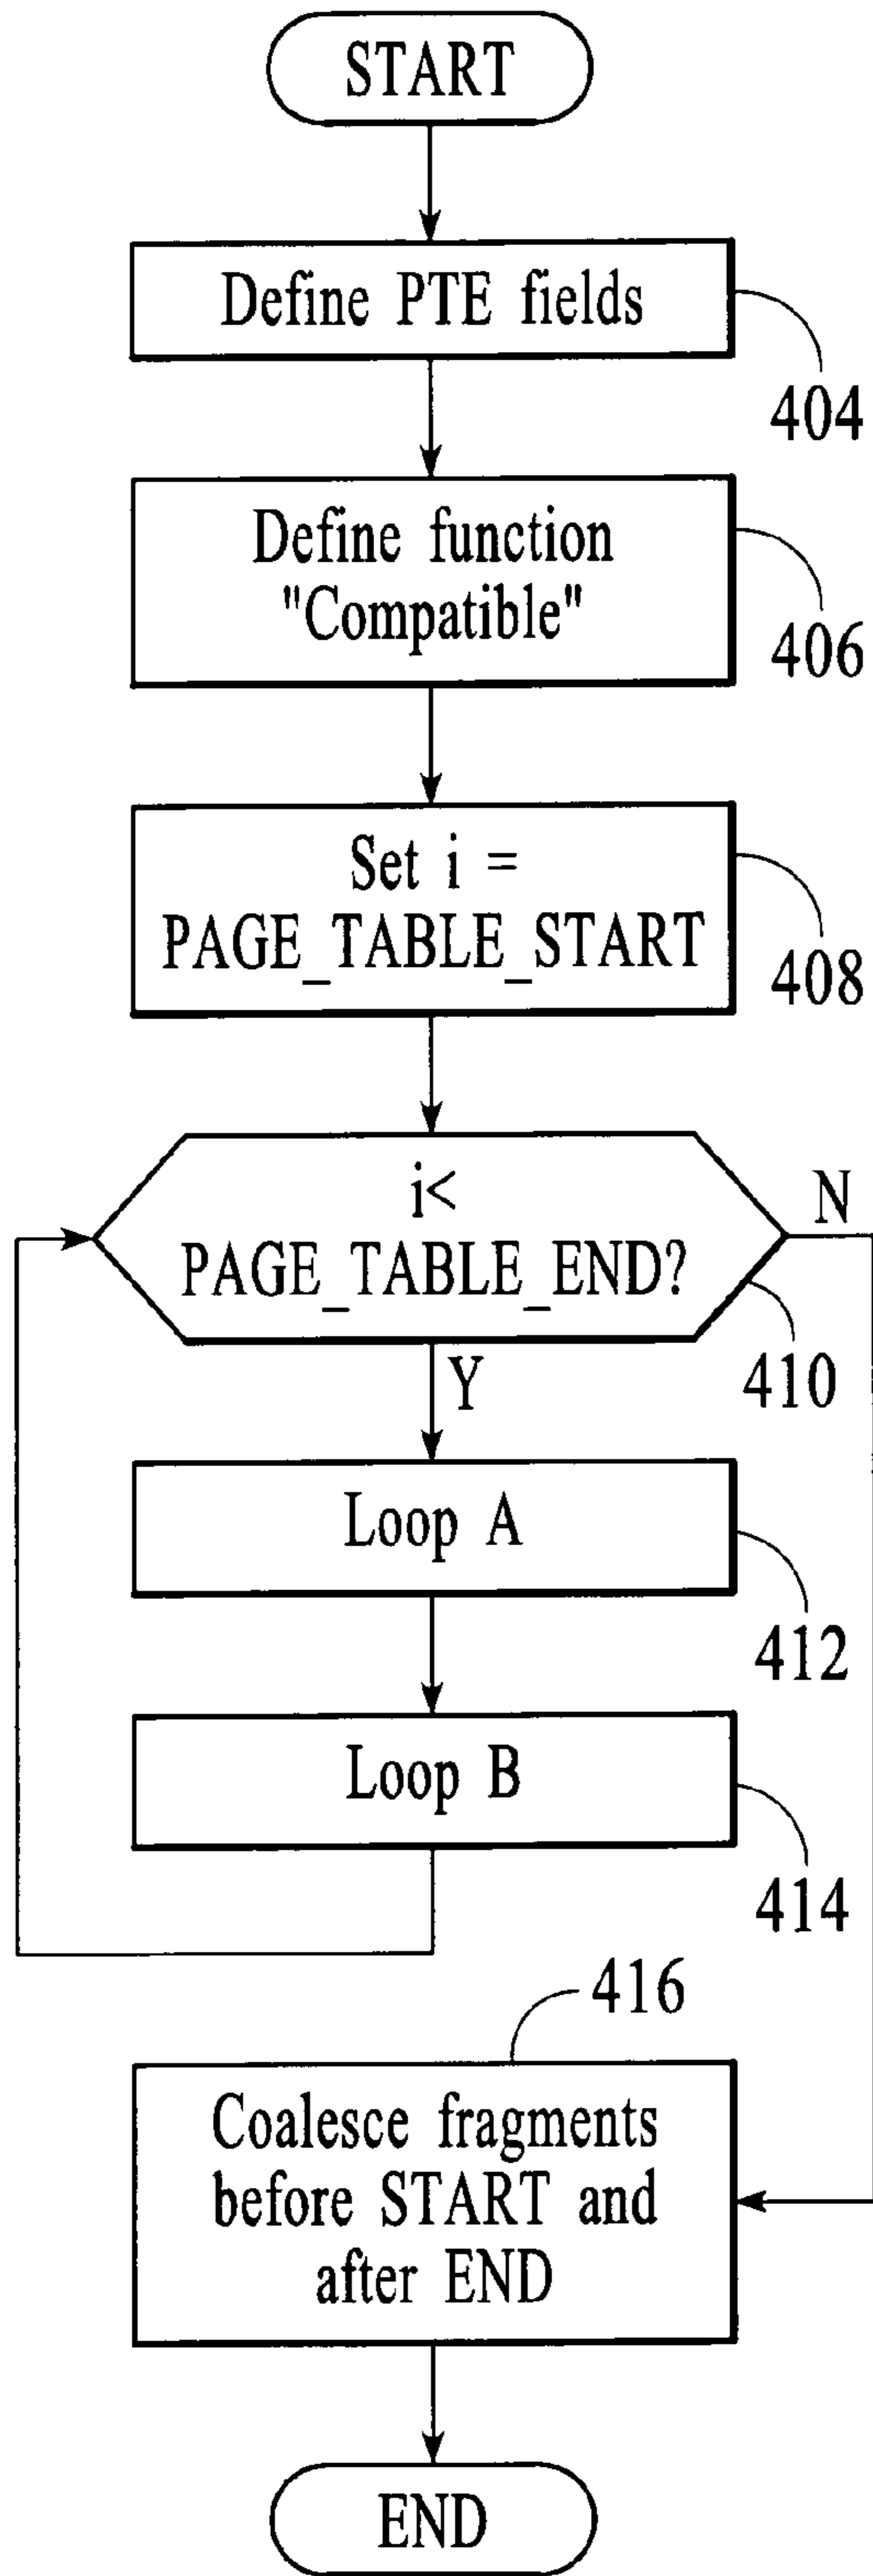 START
Define PTE fields
404
Define function
"Compatible"
406
Set i =
PAGE_TABLE_START
408
i<
PAGE_TABLE_END?
N
410
Y
Loop A
412
Loop B
414
416
Coalesce fragments
before START and
after END
END